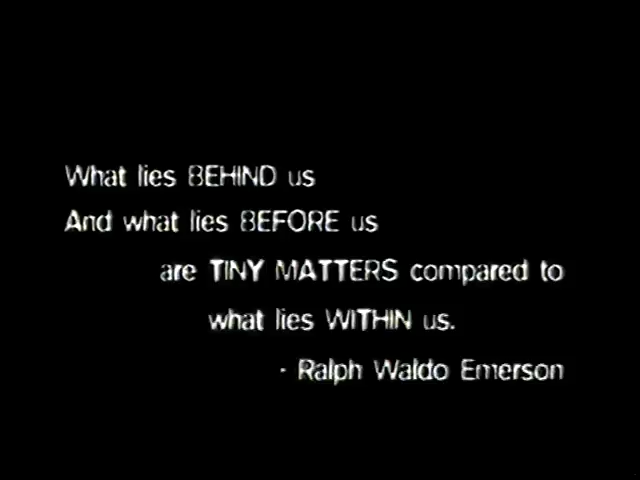 What lies BEHIND us
And what lies BEFORE us
are TINY MATTERS compared to
what lies WITHIN us.
- Ralph Waldo Emerson